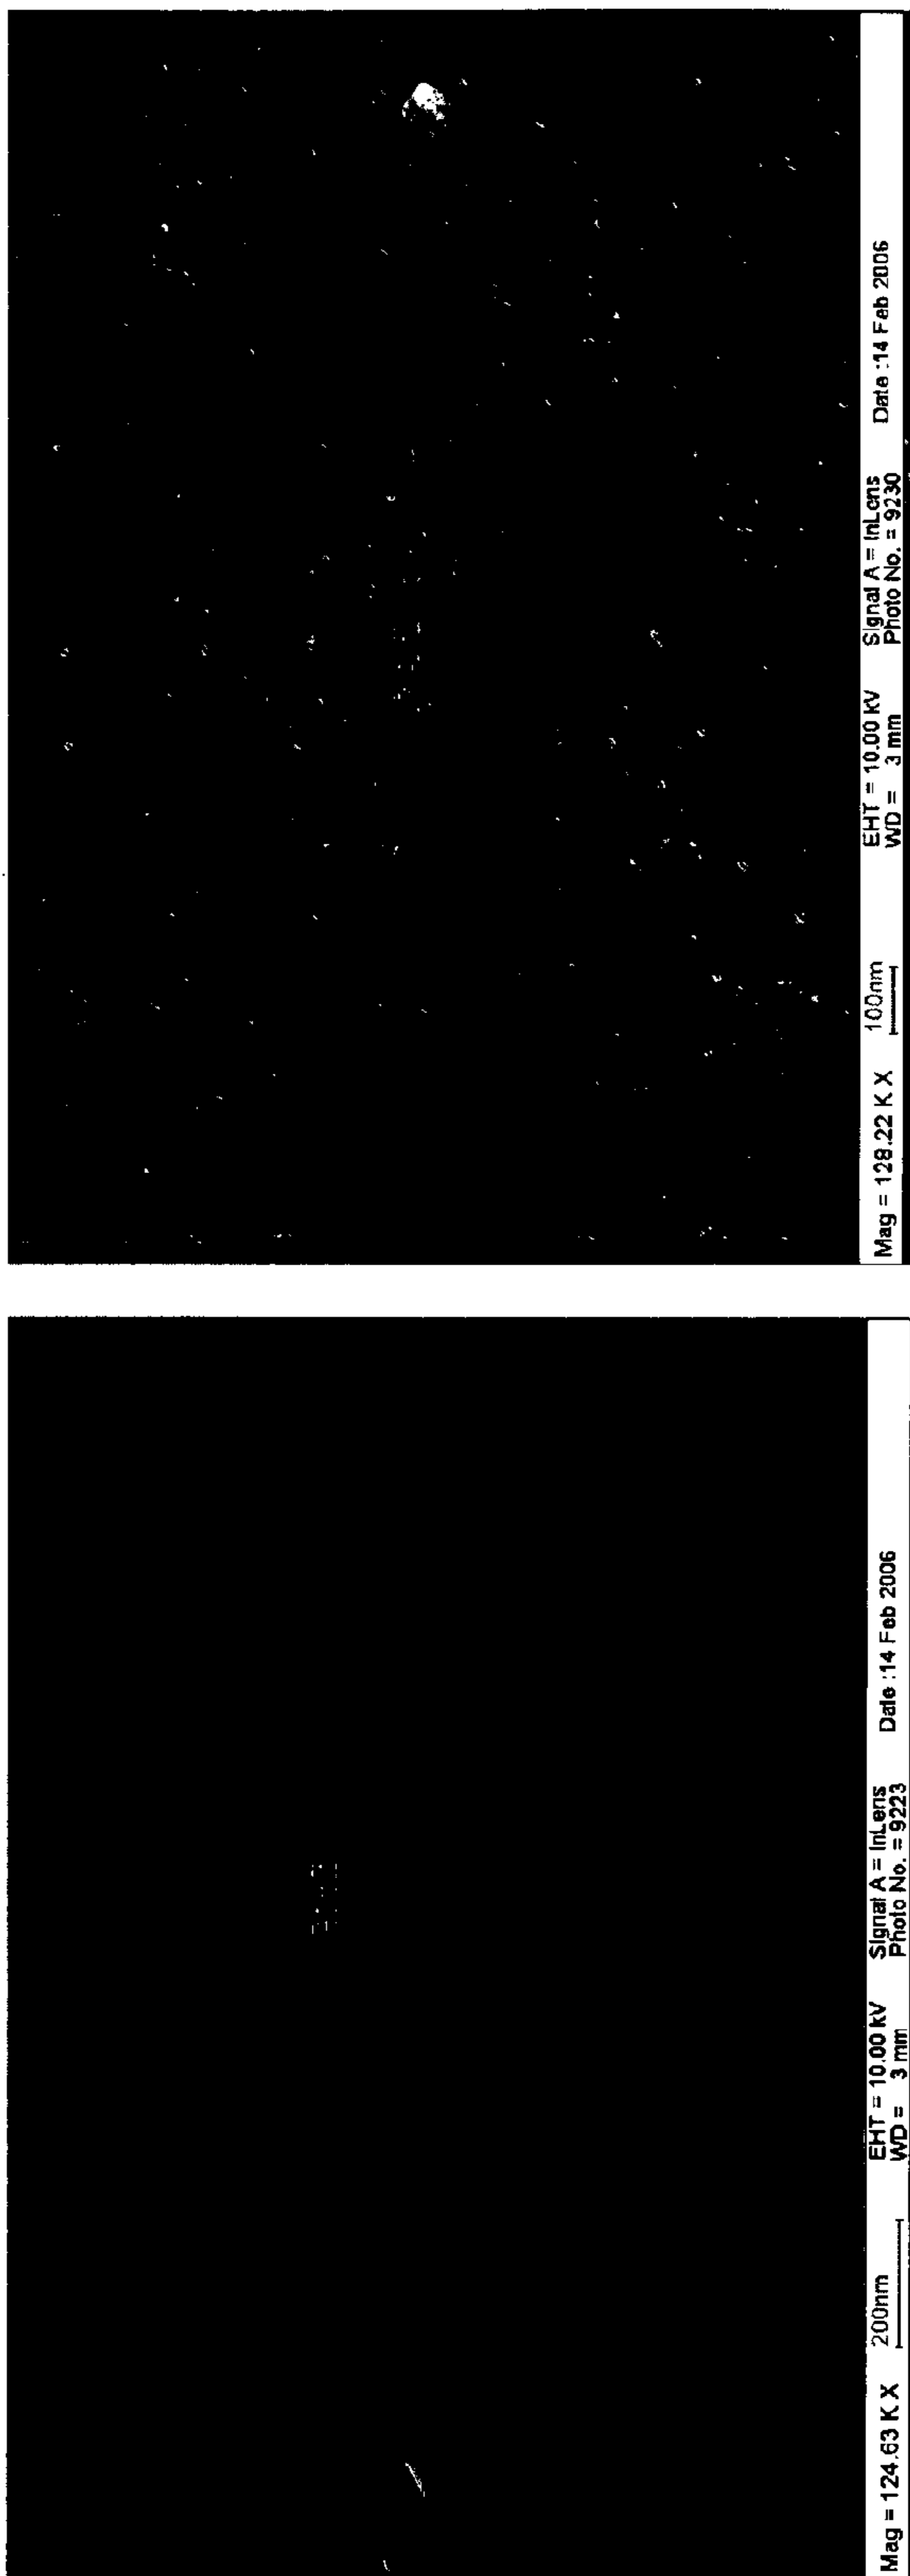 Mag = 128.22 K X
100nm
EHT = 10.00 kV
WD = 3 mm
Signal A = InLens
Photo No. = 9230
Date :14 Feb 2006
Mag = 124.63 K X
200nm
EHT = 10.00 kV
WD = 3 mm
Signal A = InLens
Photo No. = 9223
Date :14 Feb 2006